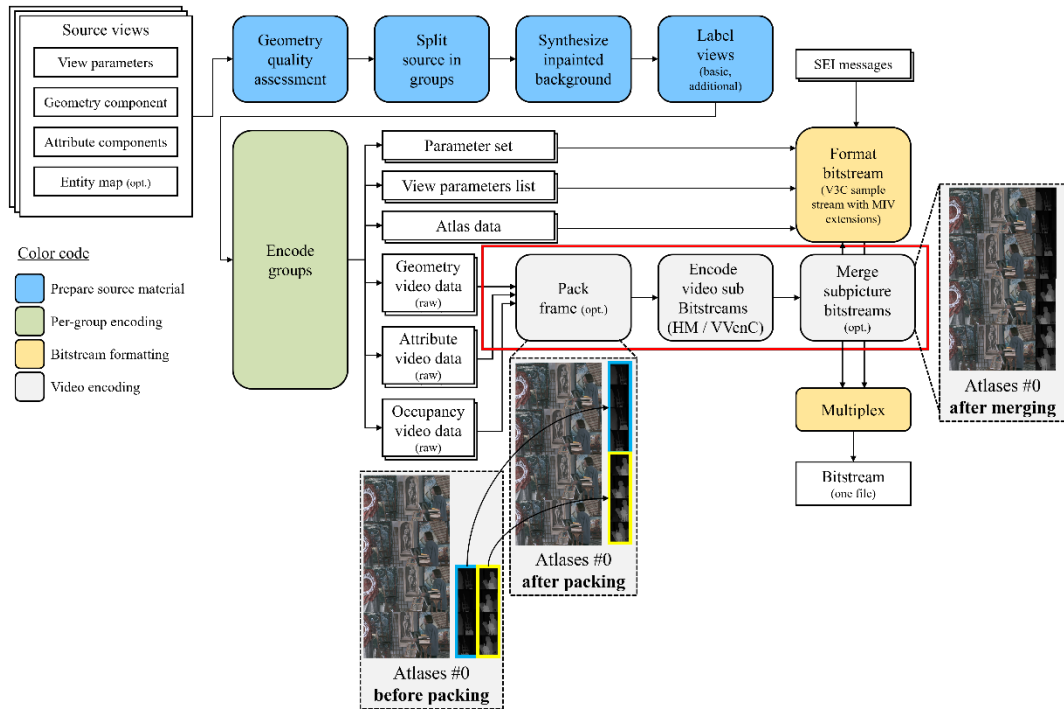 Source views
View parameters
Geometry component
Attribute components
Entity map (opt.)
Geometry
quality
assessment
Split
source in
groups
Synthesize
inpainted
background
Label
views
(basic,
additional)
SEI messages
Color code
Prepare source material
Per-group encoding
Bitstream formatting
Video encoding
Encode
groups
Parameter set
View parameters list
Atlas data
Geometry
video data
(raw)
Attribute
video data
(raw)
Occupancy
video data
(raw)
Format
bitstream
(V3C sample
stream with MIV
extensions)
Pack
frame (opt.)
Encode
video sub
Bitstreams
(HM / VVenC)
Merge
subpicture
bitstreams
(opt.)
Multiplex
Bitstream
(one file)
Atlases #0
after merging
Atlases #0
after packing
Atlases #0
before packing